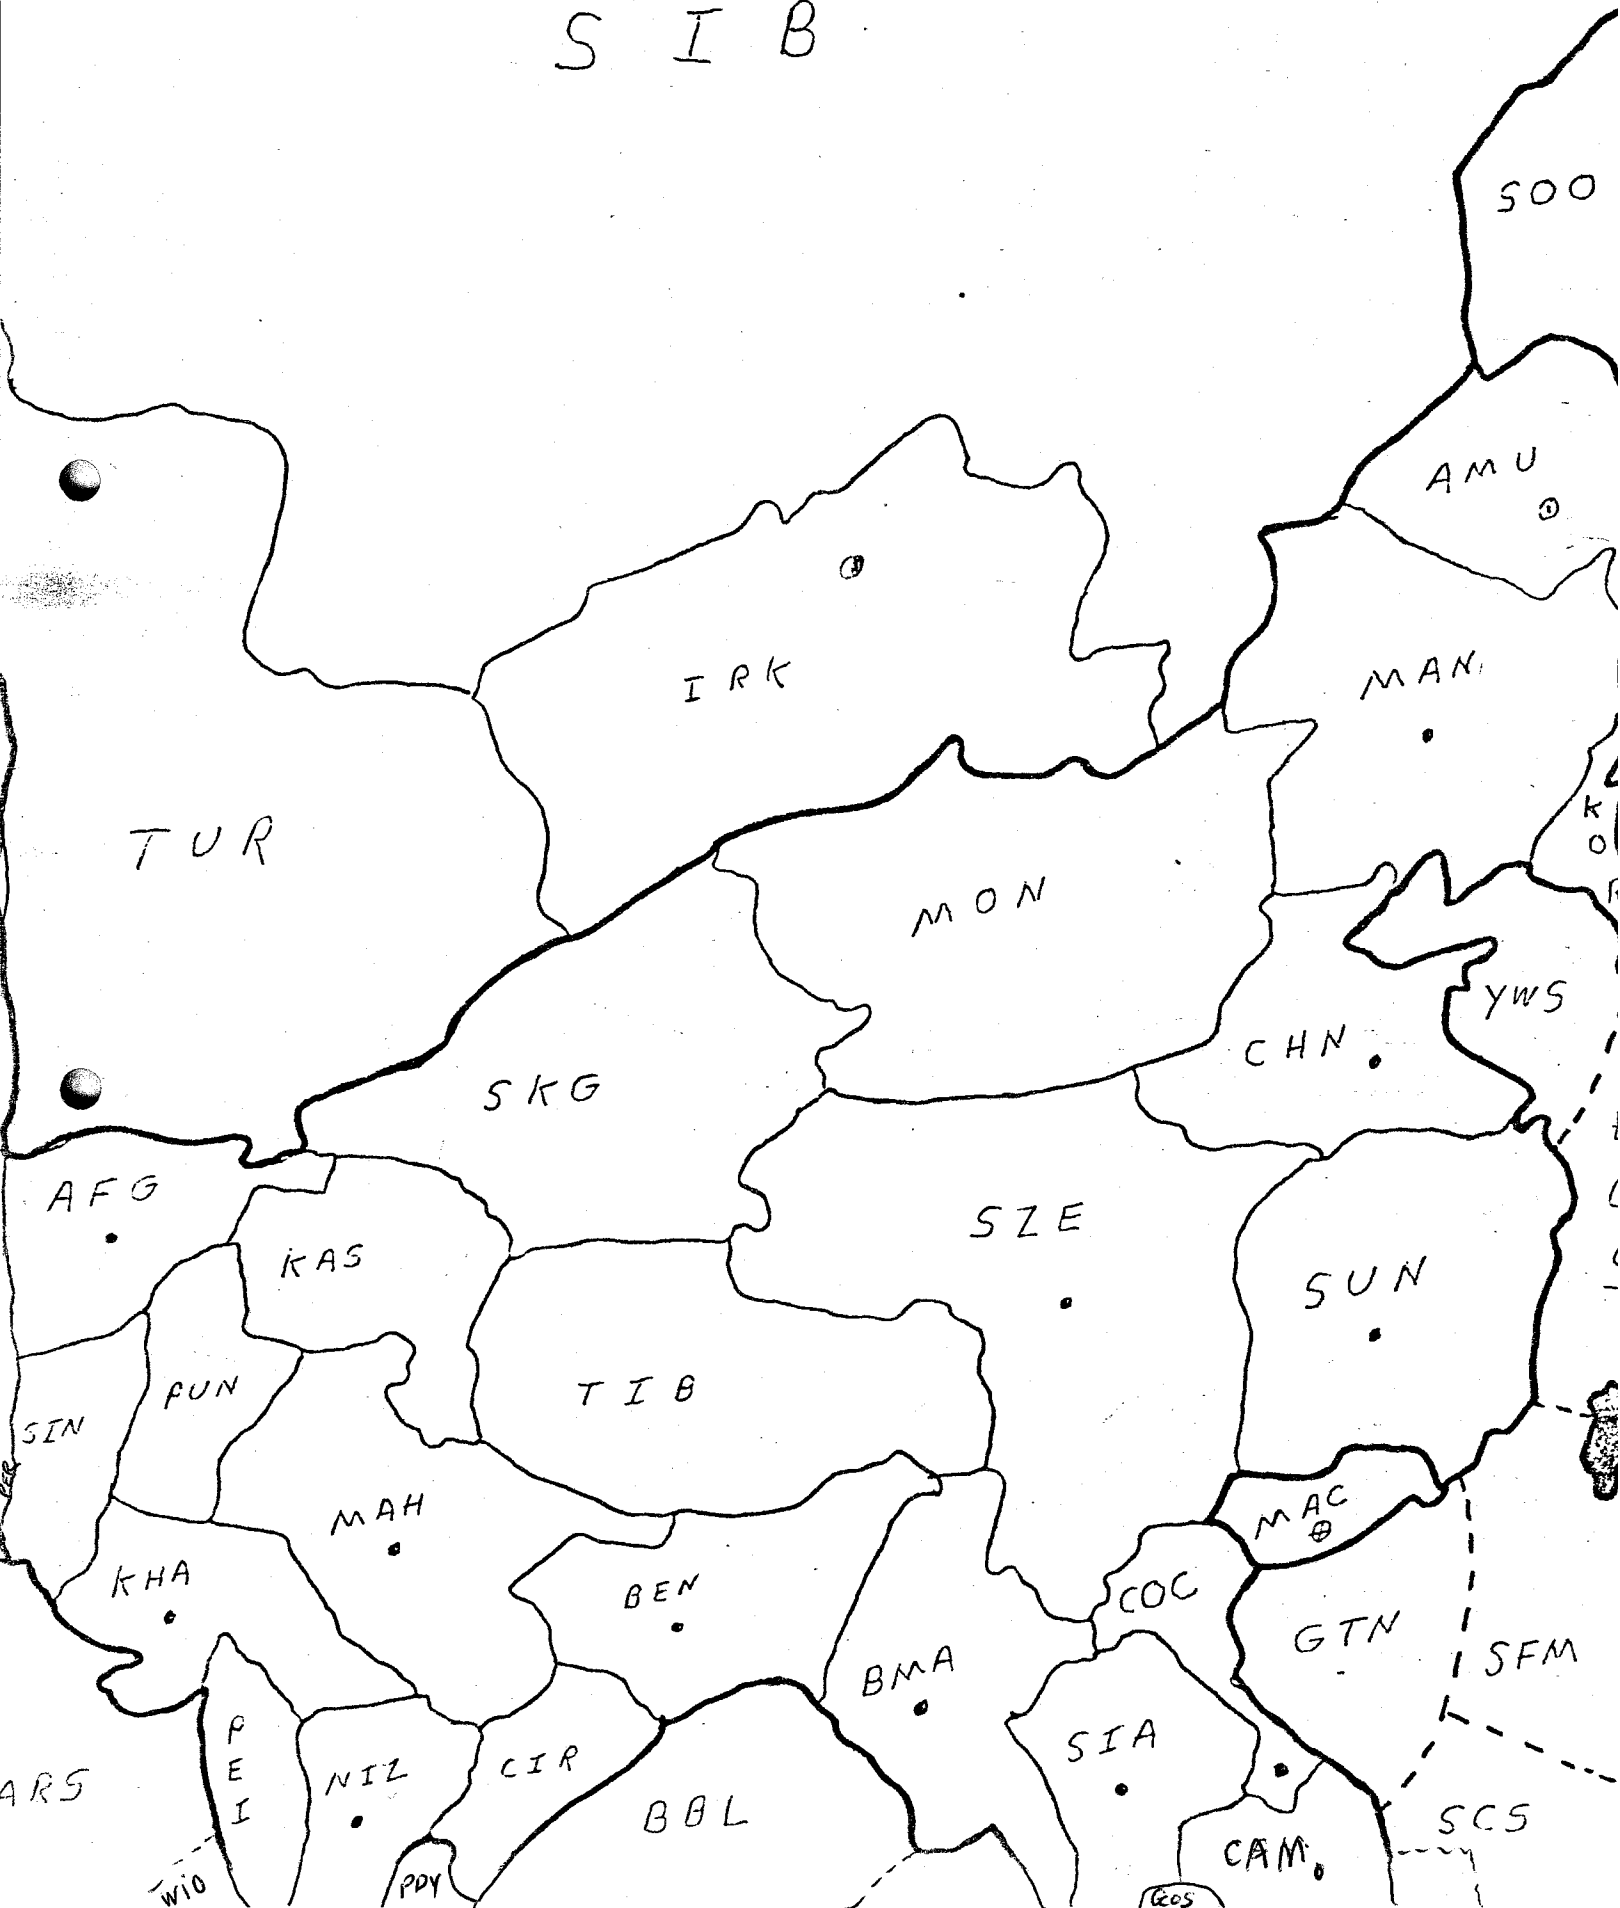 S I B
SOO
AMU
IRK
MAN
TUR
K
O
R
MON
YWS
CHN
SKG
AFG
SZE
KAS
SUN
TIB
PUN
SIN
PER
MAH
MAC
KHA
BEN
COC
GTN
SFM
BMA
PEI
SIA
NIZ
CIR
ARS
BBL
SCS
CAM
WIO
PDY